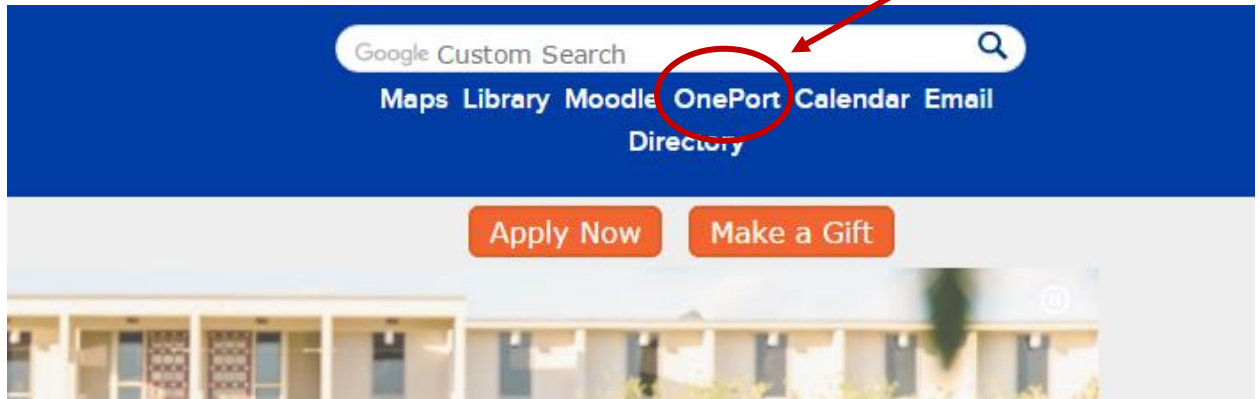 Google Custom Search
Maps Library Moodle OnePort Calendar Email
Directory
Apply Now Make a Gift